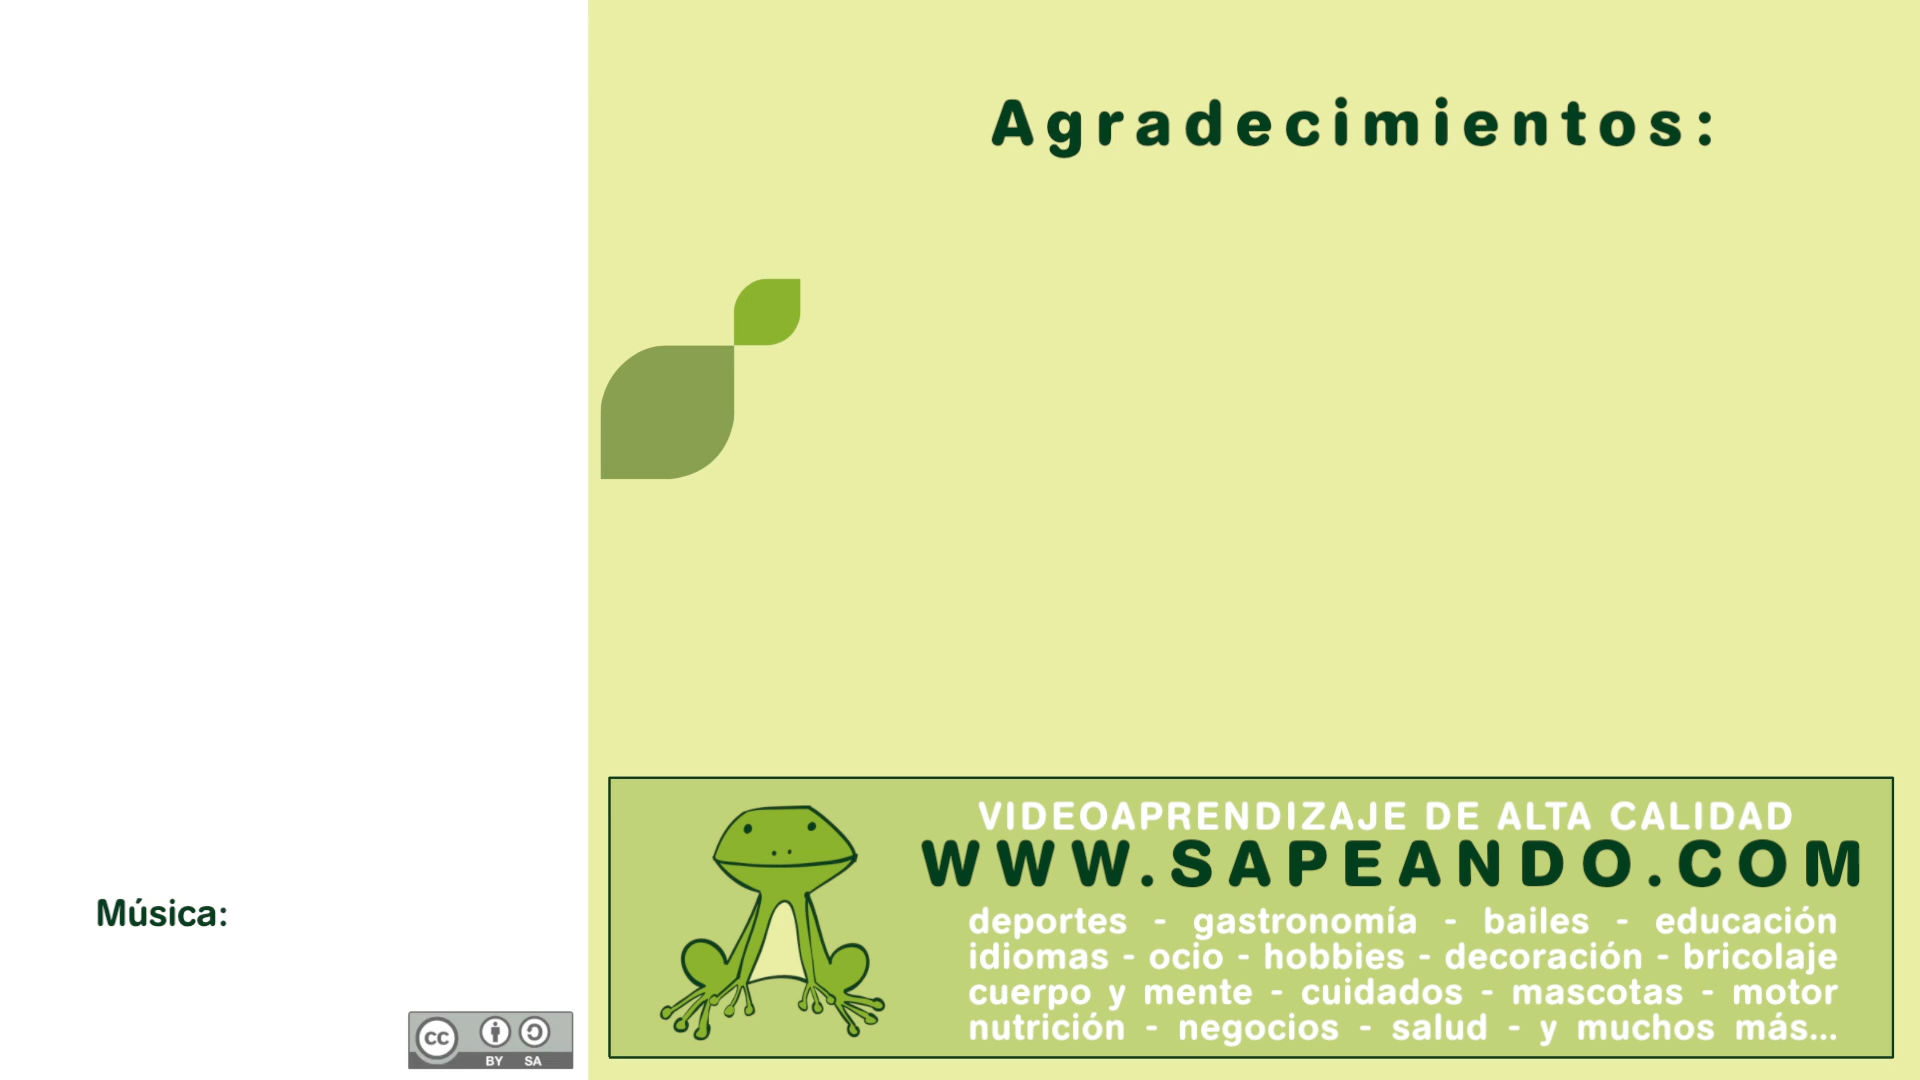 Agradecimientos:
VIDEOAPRENDIZAJE DE ALTA CALIDAD
WWW.SAPEANDO.COM
deportes - gastronomía - bailes - educación
idiomas - ocio - hobbies - decoración - bricolaje
cuerpo y mente - cuidados - mascotas - motor
nutrición - negocios - salud - y muchos más...
Música:
cc
BY SA